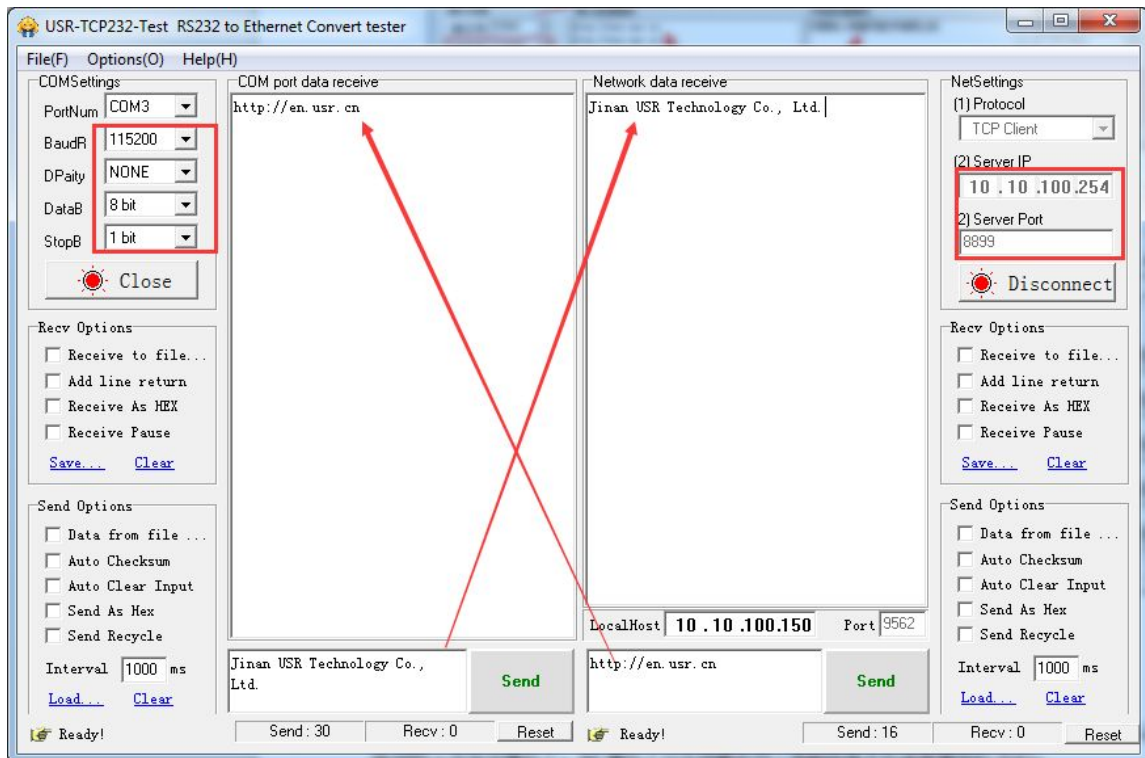 USR-TCP232-Test RS232 to Ethernet Convert tester
File(F) Options(O) Help(H)
COMSettings
PortNum COM3
BaudR 115200
DPaity NONE
DataB 8 bit
StopB 1 bit
Close
Recv Options
Receive to file...
Add line return
Receive As HEX
Receive Pause
Save... Clear
Send Options
Data from file ...
Auto Checksum
Auto Clear Input
Send As Hex
Send Recycle
Interval 1000 ms
Load... Clear
COM port data receive
http://en.usr.cn
Jinan USR Technology Co.,
Ltd.
Send
Network data receive
Jinan USR Technology Co., Ltd.
LocalHost 10 .10 .100.150 Port 9562
http://en.usr.cn
Send
NetSettings
(1) Protocol
TCP Client
(2) Server IP
10 .10 .100.254
2) Server Port
8899
Disconnect
Recv Options
Receive to file...
Add line return
Receive As HEX
Receive Pause
Save... Clear
Send Options
Data from file ...
Auto Checksum
Auto Clear Input
Send As Hex
Send Recycle
Interval 1000 ms
Load... Clear
Ready! Send : 30 Recv : 0 Reset
Ready! Send : 16 Recv : 0 Reset